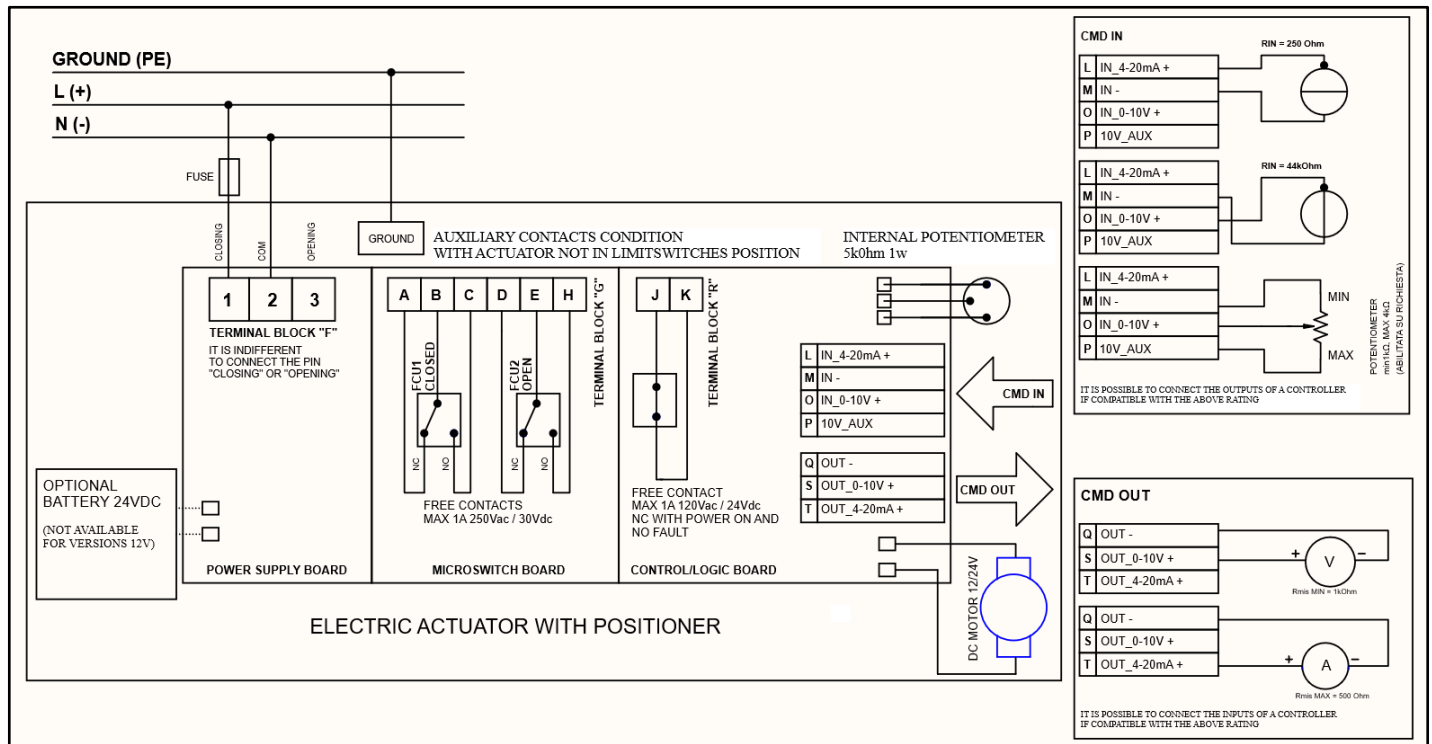 GROUND (PE)
L (+)
N (-)
FUSE
CLOSING
COM
OPENING
GROUND
AUXILIARY CONTACTS CONDITION
WITH ACTUATOR NOT IN LIMITSWITCHES POSITION
INTERNAL POTENTIOMETER
5k0hm 1w
1 2 3
TERMINAL BLOCK "F"
IT IS INDIFFERENT
TO CONNECT THE PIN
"CLOSING" OR "OPENING"
A B C D E H
TERMINAL BLOCK "G"
FCU1
CLOSED
FCU2
OPEN
NC
NO
NC
NO
FREE CONTACTS
MAX 1A 250Vac / 30Vdc
J K
TERMINAL BLOCK "R"
FREE CONTACT
MAX 1A 120Vac / 24Vdc
NC WITH POWER ON AND
NO FAULT
L IN_4-20mA +
M IN -
O IN_0-10V +
P 10V_AUX
CMD IN
Q OUT -
S OUT_0-10V +
T OUT_4-20mA +
CMD OUT
OPTIONAL
BATTERY 24VDC
(NOT AVAILABLE
FOR VERSIONS 12V)
POWER SUPPLY BOARD
MICROSWITCH BOARD
CONTROL/LOGIC BOARD
DC MOTOR 12/24V
ELECTRIC ACTUATOR WITH POSITIONER
CMD IN
RIN = 250 Ohm
L IN_4-20mA +
M IN -
O IN_0-10V +
P 10V_AUX
RIN = 44kOhm
L IN_4-20mA +
M IN -
O IN_0-10V +
P 10V_AUX
L IN_4-20mA +
M IN -
O IN_0-10V +
P 10V_AUX
MIN
MAX
POTENTIOMETER
min1kΩ, MAX 4kΩ
(ABILITATA SU RICHIESTA)
IT IS POSSIBLE TO CONNECT THE OUTPUTS OF A CONTROLLER
IF COMPATIBLE WITH THE ABOVE RATING
CMD OUT
Q OUT -
S OUT_0-10V +
T OUT_4-20mA +
+ V −
Rmis MIN = 1kOhm
Q OUT -
S OUT_0-10V +
T OUT_4-20mA +
+ A −
Rmis MAX = 500 Ohm
IT IS POSSIBLE TO CONNECT THE INPUTS OF A CONTROLLER
IF COMPATIBLE WITH THE ABOVE RATING